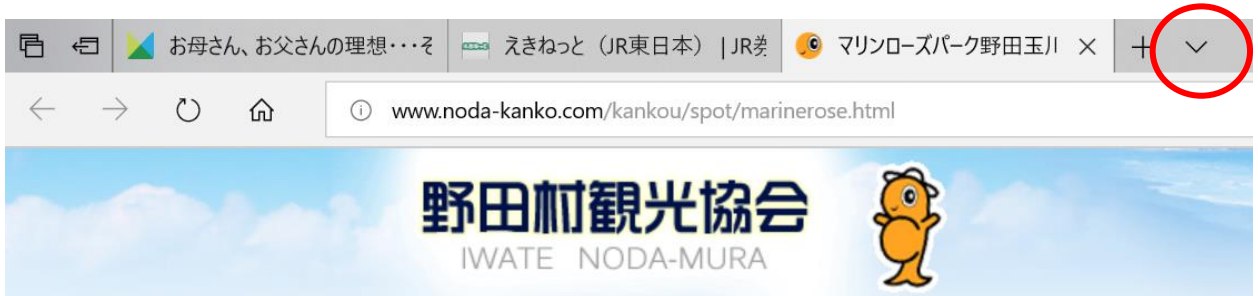 お母さん、お父さんの理想・・・そ
えきねっと（JR東日本）｜JR券
マリンローズパーク野田玉川
www.noda-kanko.com/kankou/spot/marinerose.html
野田村観光協会
IWATE NODA-MURA